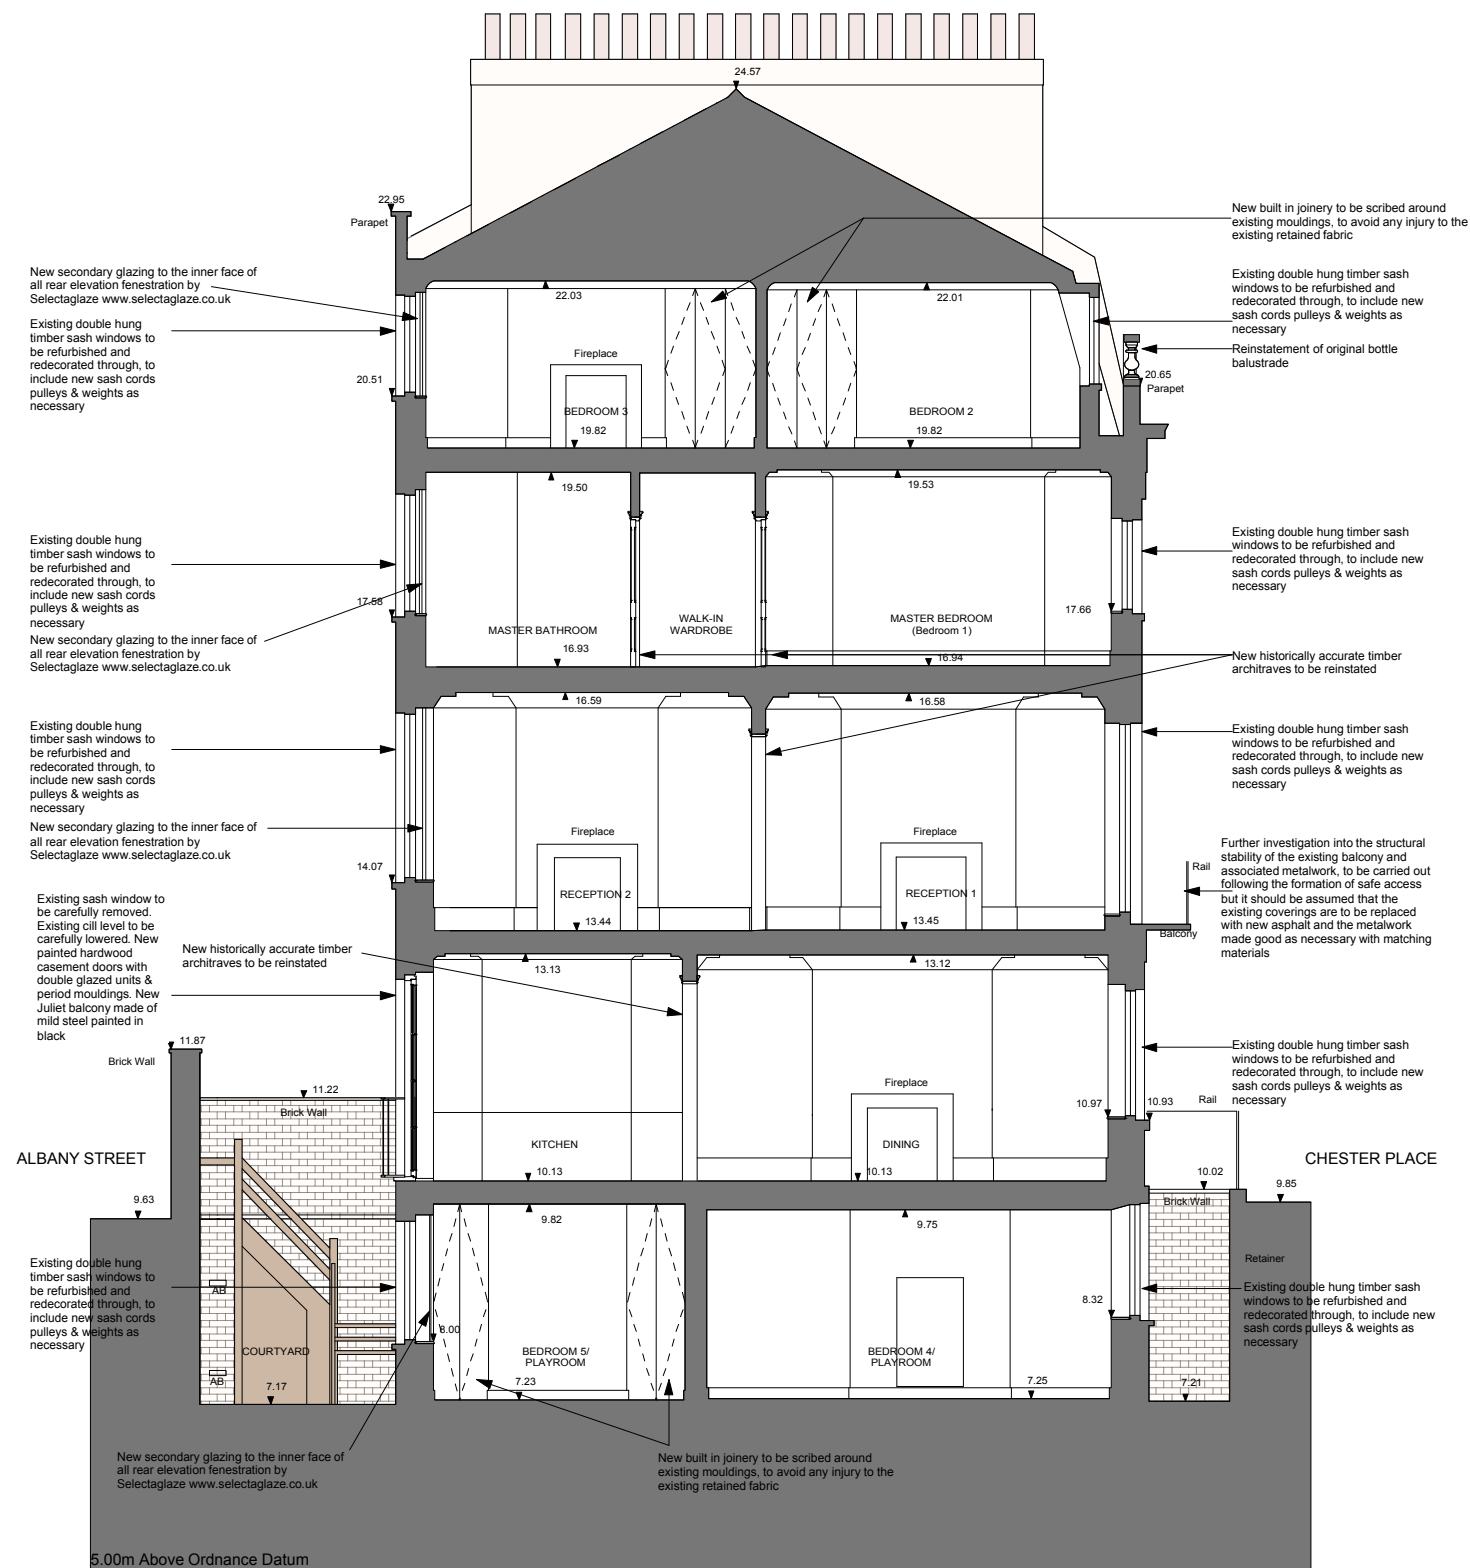 24.57
22.95
Parapet
New built in joinery to be scribed around
existing mouldings, to avoid any injury to the
existing retained fabric
New secondary glazing to the inner face of
all rear elevation fenestration by
Selectaglaze www.selectaglaze.co.uk
Existing double hung
timber sash windows to
be refurbished and
redecorated through, to
include new sash cords
pulleys & weights as
necessary
20.51
22.03
22.01
Fireplace
BEDROOM 3
19.82
BEDROOM 2
19.82
Existing double hung timber sash
windows to be refurbished and
redecorated through, to include new
sash cords pulleys & weights as
necessary
Reinstatement of original bottle
balustrade
20.65
Parapet
19.50
19.53
Existing double hung
timber sash windows to
be refurbished and
redecorated through, to
include new sash cords
pulleys & weights as
necessary
17.58
New secondary glazing to the inner face of
all rear elevation fenestration by
Selectaglaze www.selectaglaze.co.uk
MASTER BATHROOM
16.93
WALK-IN
WARDROBE
MASTER BEDROOM
(Bedroom 1)
16.94
17.66
Existing double hung timber sash
windows to be refurbished and
redecorated through, to include new
sash cords pulleys & weights as
necessary
New historically accurate timber
architraves to be reinstated
16.59
16.58
Existing double hung
timber sash windows to
be refurbished and
redecorated through, to
include new sash cords
pulleys & weights as
necessary
New secondary glazing to the inner face of
all rear elevation fenestration by
Selectaglaze www.selectaglaze.co.uk
14.07
Fireplace
RECEPTION 2
13.44
Fireplace
RECEPTION 1
13.45
Existing double hung timber sash
windows to be refurbished and
redecorated through, to include new
sash cords pulleys & weights as
necessary
Rail
Balcony
Further investigation into the structural
stability of the existing balcony and
associated metalwork, to be carried out
following the formation of safe access
but it should be assumed that the
existing coverings are to be replaced
with new asphalt and the metalwork
made good as necessary with matching
materials
Existing sash window to
be carefully removed.
Existing cill level to be
carefully lowered. New
painted hardwood
casement doors with
double glazed units &
period mouldings. New
Juliet balcony made of
mild steel painted in
black
New historically accurate timber
architraves to be reinstated
13.13
13.12
11.87
Brick Wall
11.22
Brick Wall
KITCHEN
10.13
Fireplace
DINING
10.13
10.97
10.93
Rail
Existing double hung timber sash
windows to be refurbished and
redecorated through, to include new
sash cords pulleys & weights as
necessary
ALBANY STREET
CHESTER PLACE
9.63
10.02
Brick Wall
9.85
9.82
9.75
Retainer
Existing double hung
timber sash windows to
be refurbished and
redecorated through, to
include new sash cords
pulleys & weights as
necessary
AB
AB
COURTYARD
7.17
8.00
BEDROOM 5/
PLAYROOM
7.23
BEDROOM 4/
PLAYROOM
7.25
8.32
7.21
Existing double hung timber sash
windows to be refurbished and
redecorated through, to include new
sash cords pulleys & weights as
necessary
New secondary glazing to the inner face of
all rear elevation fenestration by
Selectaglaze www.selectaglaze.co.uk
New built in joinery to be scribed around
existing mouldings, to avoid any injury to the
existing retained fabric
5.00m Above Ordnance Datum